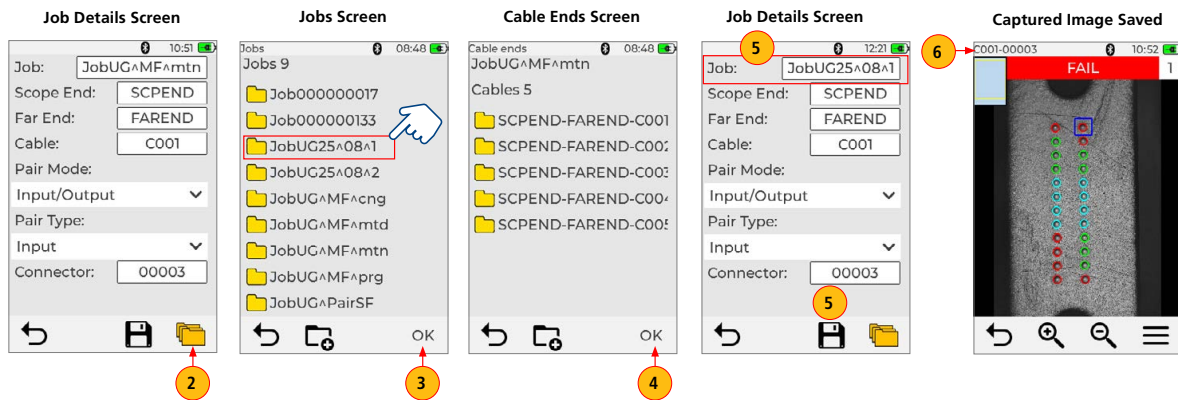 Job Details Screen
10:51
Job: JobUG^MF^mtn
Scope End: SCPEND
Far End: FAREND
Cable: C001
Pair Mode:
Input/Output
Pair Type:
Input
Connector: 00003
2
Jobs Screen
Jobs 08:48
Jobs 9
Job000000017
Job000000133
JobUG25^08^1
JobUG25^08^2
JobUG^MF^cng
JobUG^MF^mtd
JobUG^MF^mtn
JobUG^MF^prg
JobUG^PairSF
OK
3
Cable Ends Screen
Cable ends 08:48
JobUG^MF^mtn
Cables 5
SCPEND-FAREND-C001
SCPEND-FAREND-C002
SCPEND-FAREND-C003
SCPEND-FAREND-C004
SCPEND-FAREND-C005
OK
4
Job Details Screen
5
12:21
Job: JobUG25^08^1
Scope End: SCPEND
Far End: FAREND
Cable: C001
Pair Mode:
Input/Output
Pair Type:
Input
Connector: 00003
5
Captured Image Saved
6
C001-00003 10:52
FAIL 1